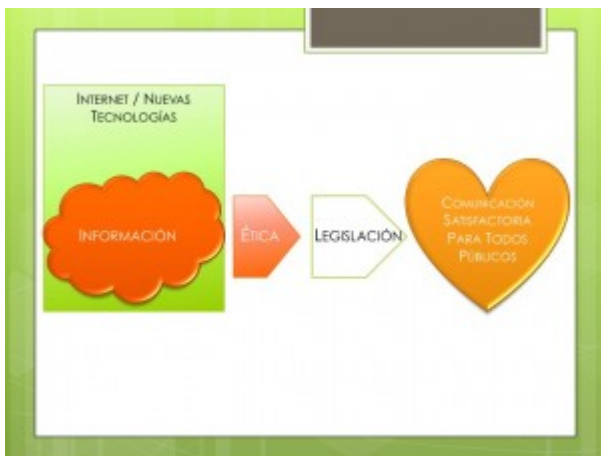 INTERNET / NUEVAS
TECNOLOGÍAS
INFORMACIÓN
ÉTICA
LEGISLACIÓN
COMUNICACIÓN
SATISFACTORIA
PARA TODOS
PÚBLICOS